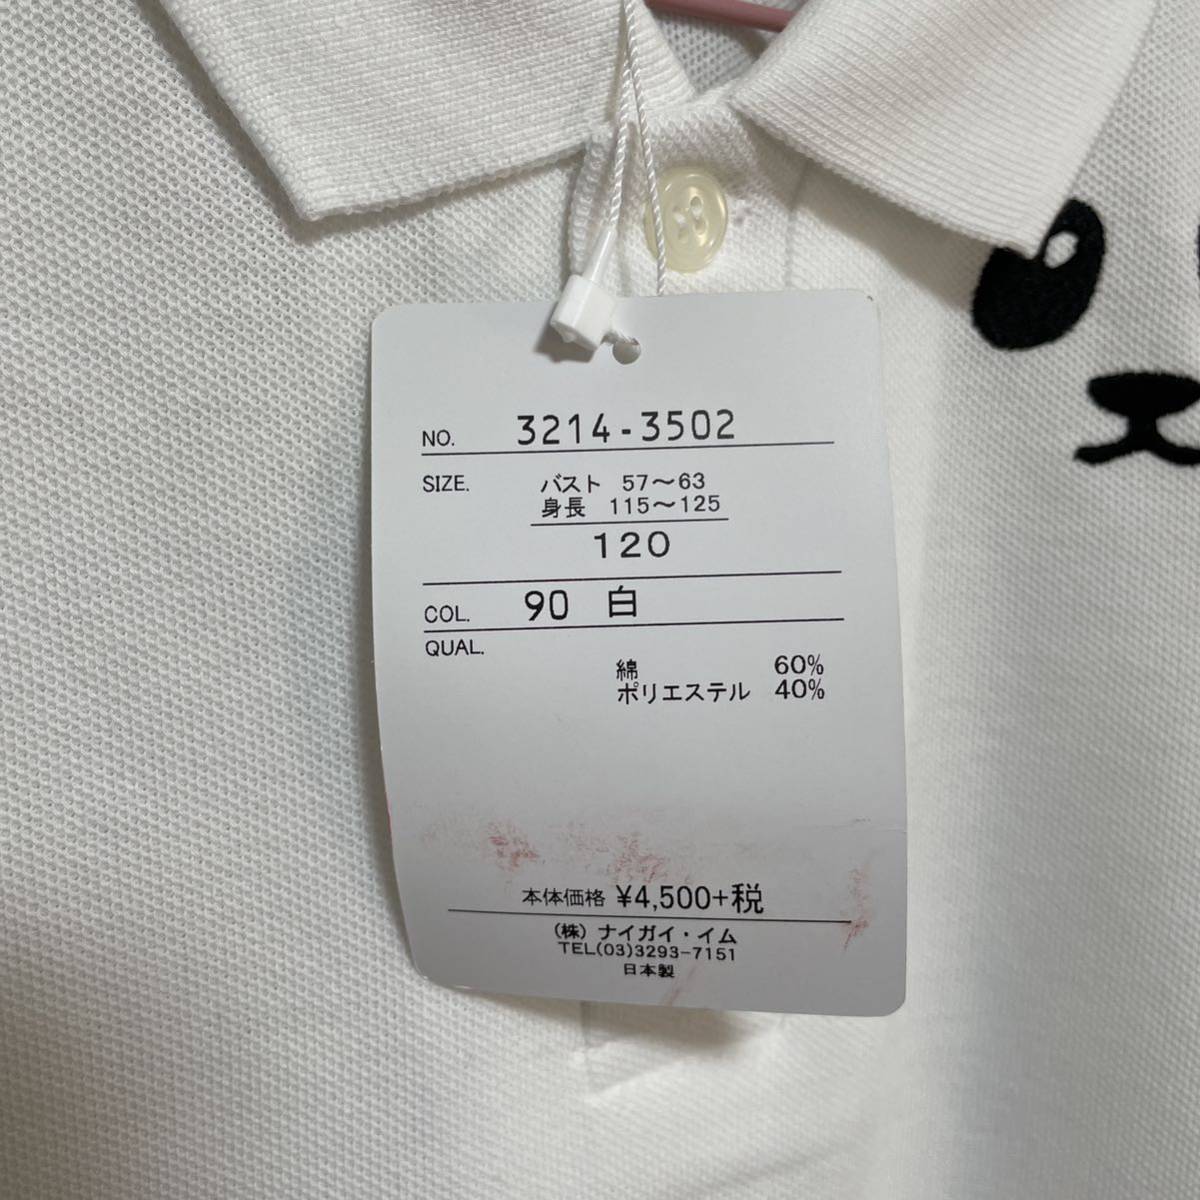 NO. 3214-3502
SIZE. バスト 57〜63
身長 115〜125
120
COL. 90 白
QUAL.
綿 60%
ポリエステル 40%
本体価格 ¥4,500+税
(株) ナイガイ・イム
TEL(03)3293-7151
日本製